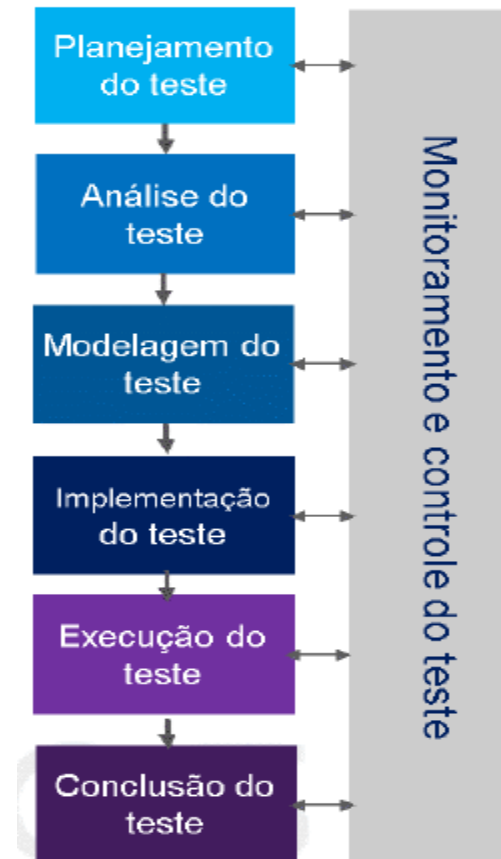 Planejamento
do teste
Análise do
teste
Modelagem do
teste
Implementação
do teste
Execução do
teste
Conclusão do
teste
Monitoramento e controle do teste